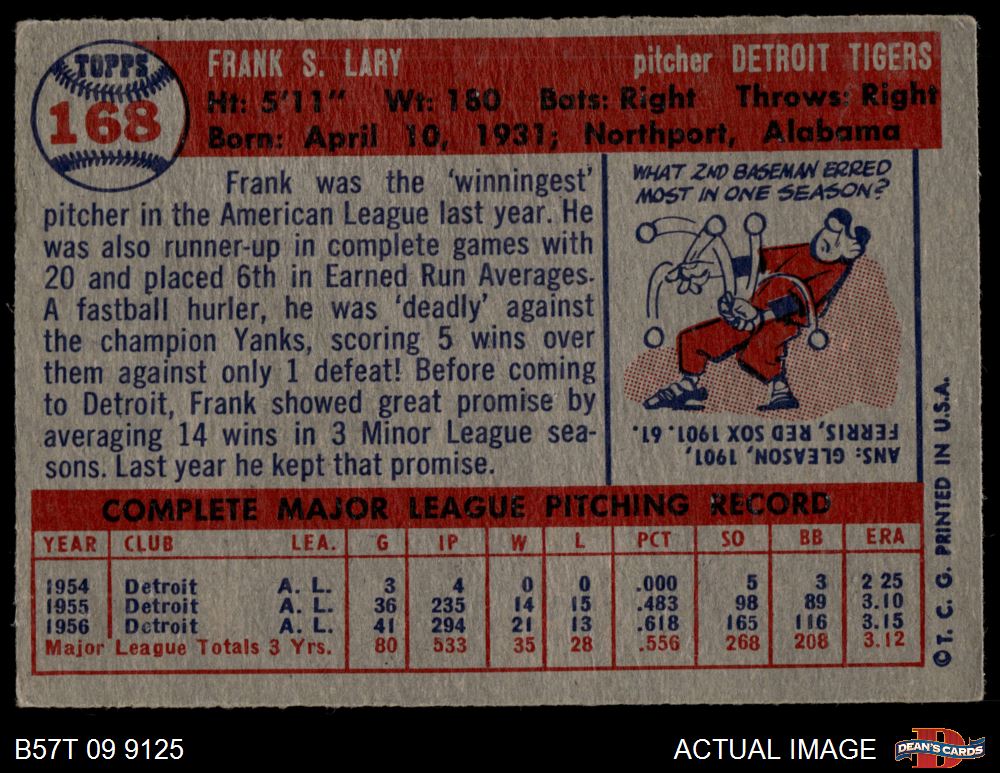 TOPPS
168
FRANK S. LARY pitcher DETROIT TIGERS
Ht: 5'11" Wt: 180 Bats: Right Throws: Right
Born: April 10, 1931; Northport, Alabama
Frank was the 'winningest'
pitcher in the American League last year. He
was also runner-up in complete games with
20 and placed 6th in Earned Run Averages.
A fastball hurler, he was 'deadly' against
the champion Yanks, scoring 5 wins over
them against only 1 defeat! Before coming
to Detroit, Frank showed great promise by
averaging 14 wins in 3 Minor League sea-
sons. Last year he kept that promise.
WHAT 2ND BASEMAN ERRED
MOST IN ONE SEASON?
ANS: GLEASON, 1901,
FERRIS, RED SOX 1901. 61.
COMPLETE MAJOR LEAGUE PITCHING RECORD
YEAR CLUB LEA. G IP W L PCT SO BB ERA
1954 Detroit A. L. 3 4 0 0 .000 5 3 2 25
1955 Detroit A. L. 36 235 14 15 .483 98 89 3.10
1956 Detroit A. L. 41 294 21 13 .618 165 116 3.15
Major League Totals 3 Yrs. 80 533 35 28 .556 268 208 3.12
© T. C. G. PRINTED IN U.S.A.
B57T 09 9125 ACTUAL IMAGE
D
DEAN'S CARDS